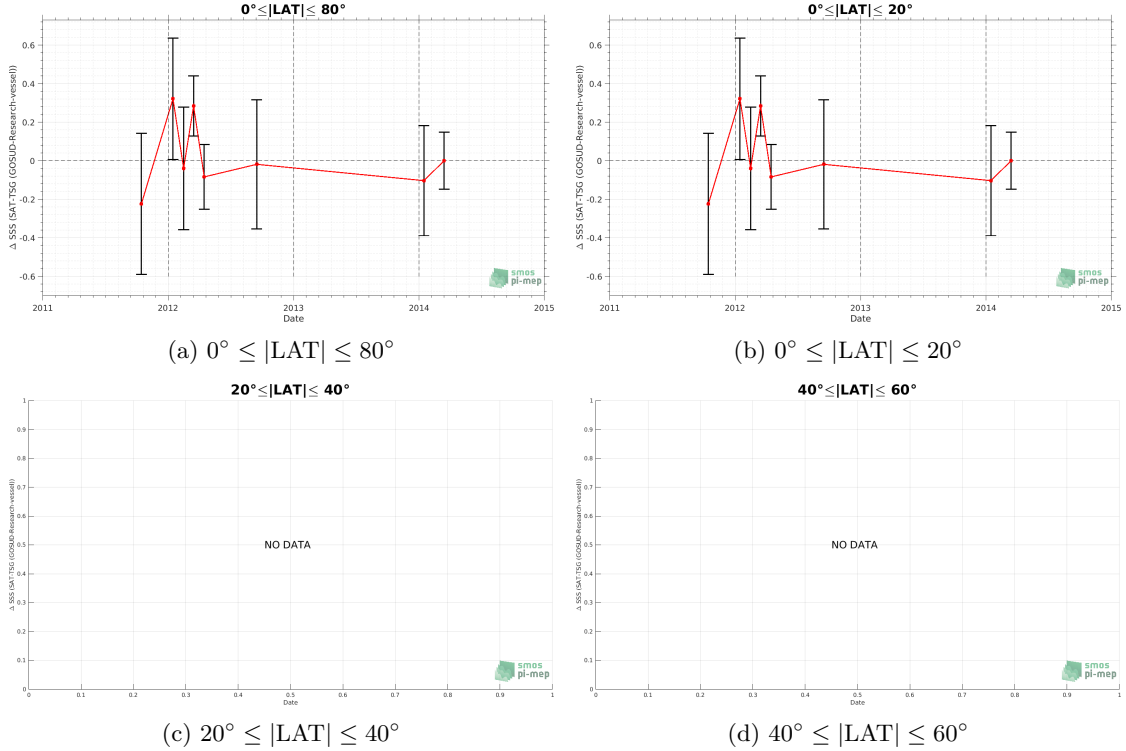 0°≤|LAT|≤ 80°
0.6
0.4
0.2
0
-0.2
-0.4
-0.6
Δ SSS (SAT-TSG (GOSUD-Research-vessel))
2011 2012 2013 2014 2015
Date
smos
pi-mep
(a) 0° ≤ |LAT| ≤ 80°
0°≤|LAT|≤ 20°
0.6
0.4
0.2
0
-0.2
-0.4
-0.6
Δ SSS (SAT-TSG (GOSUD-Research-vessel))
2011 2012 2013 2014 2015
Date
smos
pi-mep
(b) 0° ≤ |LAT| ≤ 20°
20°≤|LAT|≤ 40°
1
0.9
0.8
0.7
0.6
0.5
0.4
0.3
0.2
0.1
0
Δ SSS (SAT-TSG (GOSUD-Research-vessel))
NO DATA
0 0.1 0.2 0.3 0.4 0.5 0.6 0.7 0.8 0.9 1
Date
smos
pi-mep
(c) 20° ≤ |LAT| ≤ 40°
40°≤|LAT|≤ 60°
1
0.9
0.8
0.7
0.6
0.5
0.4
0.3
0.2
0.1
0
Δ SSS (SAT-TSG (GOSUD-Research-vessel))
NO DATA
0 0.1 0.2 0.3 0.4 0.5 0.6 0.7 0.8 0.9 1
Date
smos
pi-mep
(d) 40° ≤ |LAT| ≤ 60°